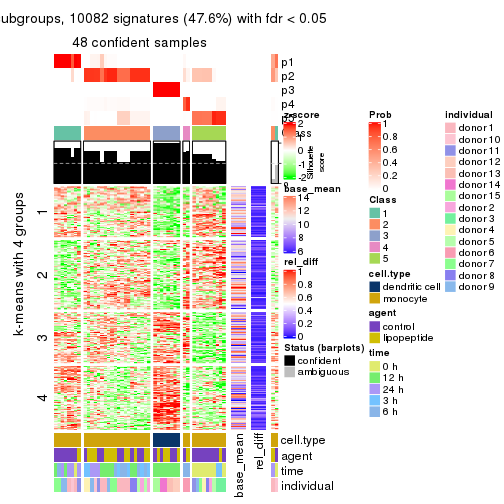 ubgroups, 10082 signatures (47.6%) with fdr < 0.05
48 confident samples
p1
p2
p3
p4
Class
Silhouette
score
k-means with 4 groups
1
2
3
4
z-score
2
1
0
-1
-2
base_mean
14
12
10
8
6
rel_diff
1
0.8
0.6
0.4
0.2
0
Status (barplots)
confident
ambiguous
Prob
1
0.8
0.6
0.4
0.2
0
Class
1
2
3
4
5
cell.type
dendritic cell
monocyte
agent
control
lipopeptide
time
0 h
12 h
24 h
3 h
6 h
individual
donor 1
donor 10
donor 11
donor 12
donor 13
donor 14
donor 15
donor 2
donor 3
donor 4
donor 5
donor 6
donor 7
donor 8
donor 9
base_mean
rel_diff
cell.type
agent
time
individual